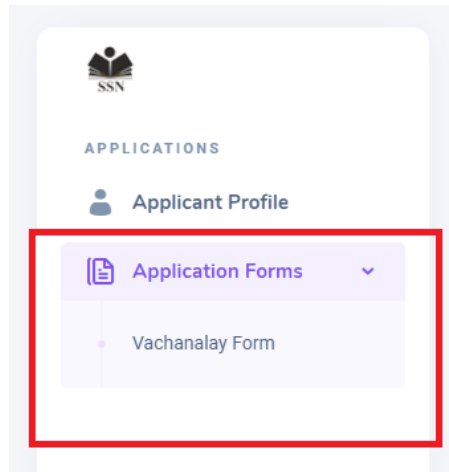 SSN
APPLICATIONS
Applicant Profile
Application Forms
Vachanalay Form